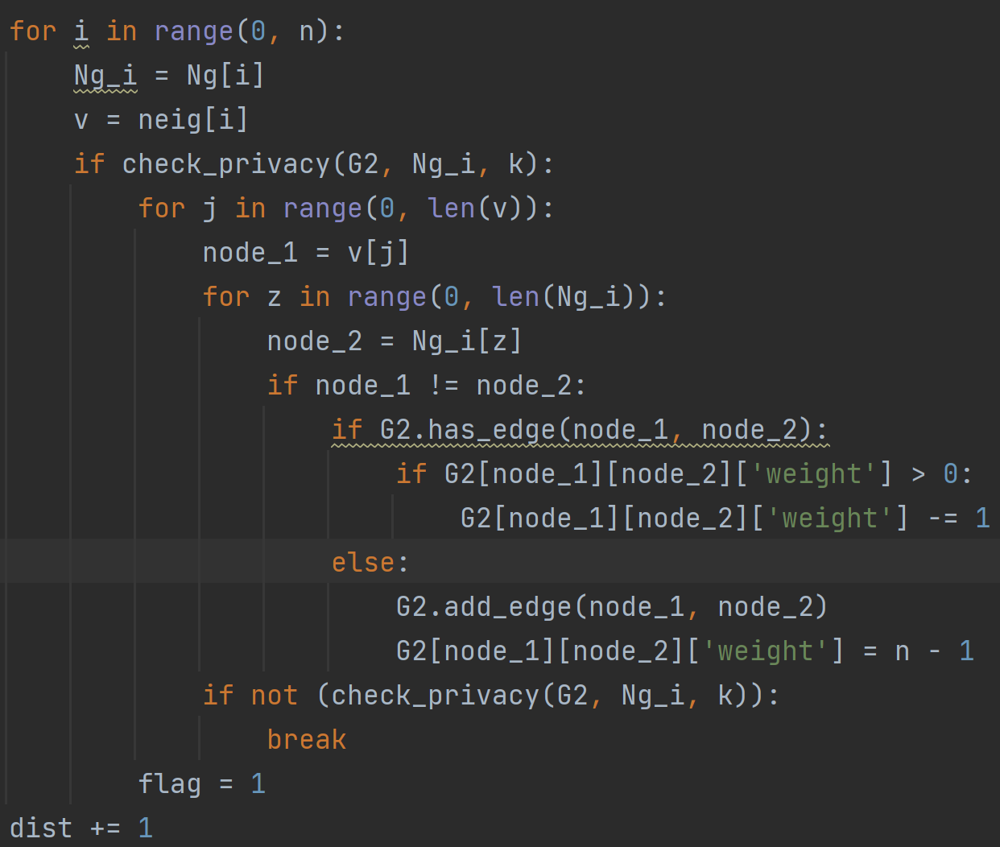 for i in range(0, n):
    Ng_i = Ng[i]
    v = neig[i]
    if check_privacy(G2, Ng_i, k):
        for j in range(0, len(v)):
            node_1 = v[j]
            for z in range(0, len(Ng_i)):
                node_2 = Ng_i[z]
                if node_1 != node_2:
                    if G2.has_edge(node_1, node_2):
                        if G2[node_1][node_2]['weight'] > 0:
                            G2[node_1][node_2]['weight'] -= 1
                    else:
                        G2.add_edge(node_1, node_2)
                        G2[node_1][node_2]['weight'] = n - 1
            if not (check_privacy(G2, Ng_i, k)):
                break
        flag = 1
dist += 1